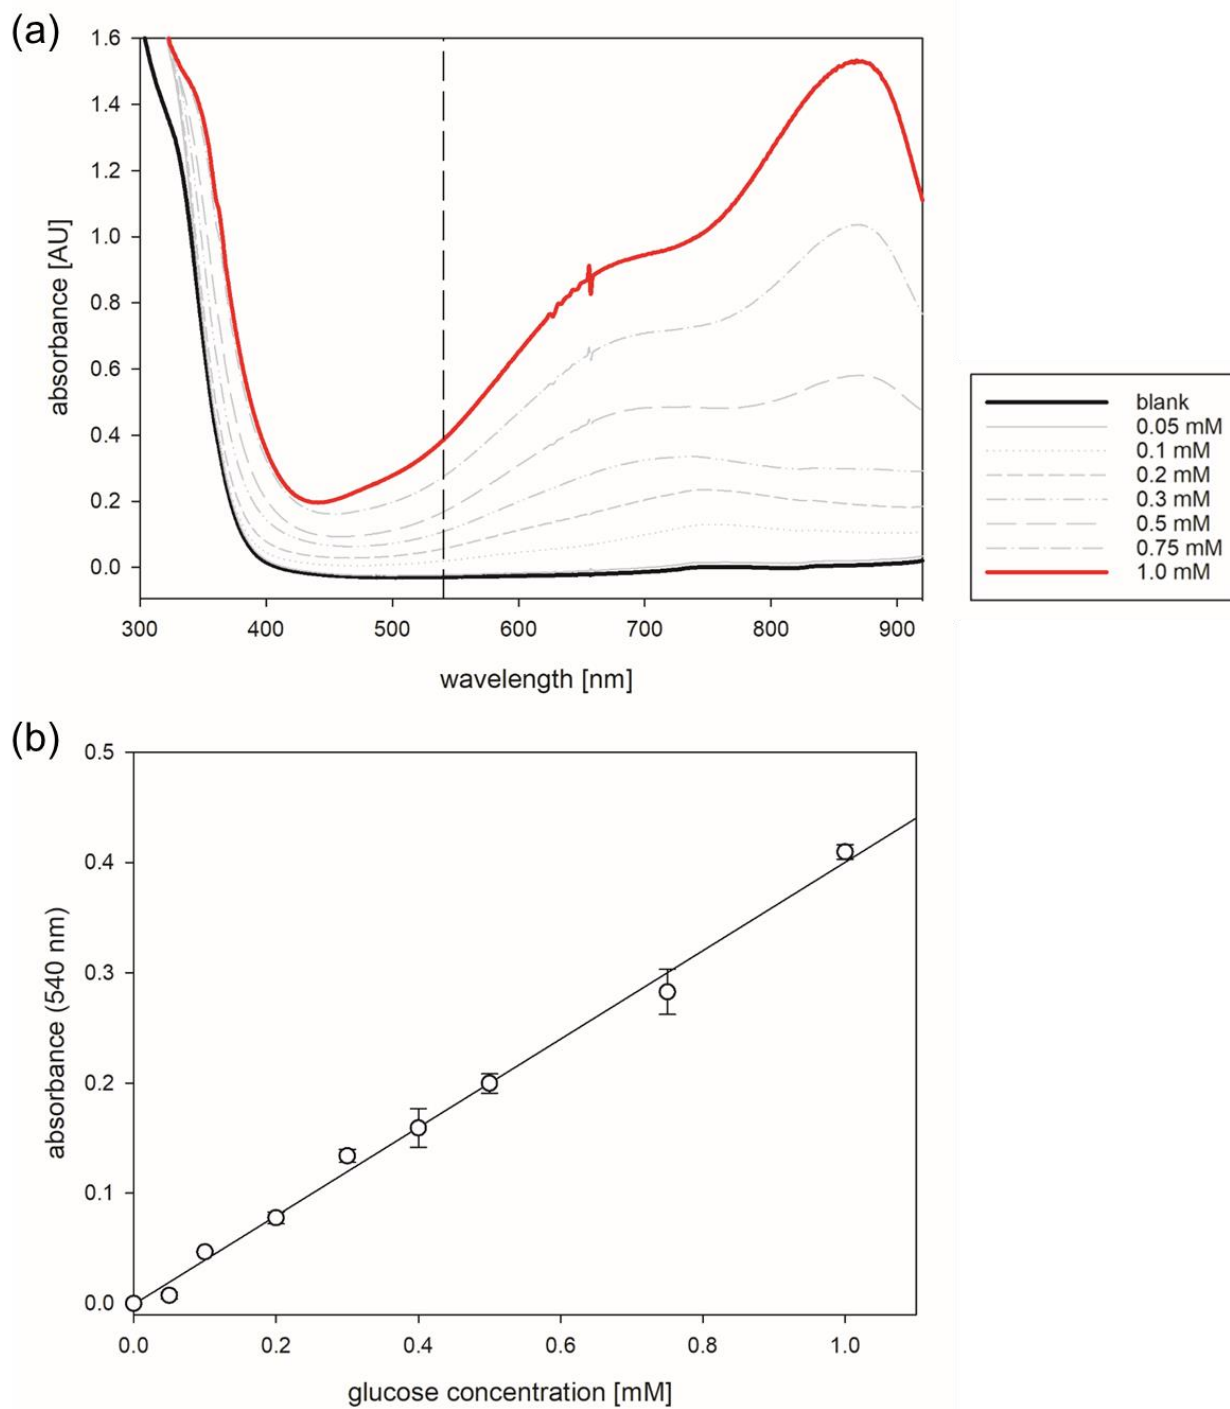 (a)
1.6
1.4
1.2
1.0
0.8
0.6
0.4
0.2
0.0
absorbance [AU]
300 400 500 600 700 800 900
wavelength [nm]
blank
0.05 mM
0.1 mM
0.2 mM
0.3 mM
0.5 mM
0.75 mM
1.0 mM
(b)
0.5
0.4
0.3
0.2
0.1
0.0
absorbance (540 nm)
0.0 0.2 0.4 0.6 0.8 1.0
glucose concentration [mM]